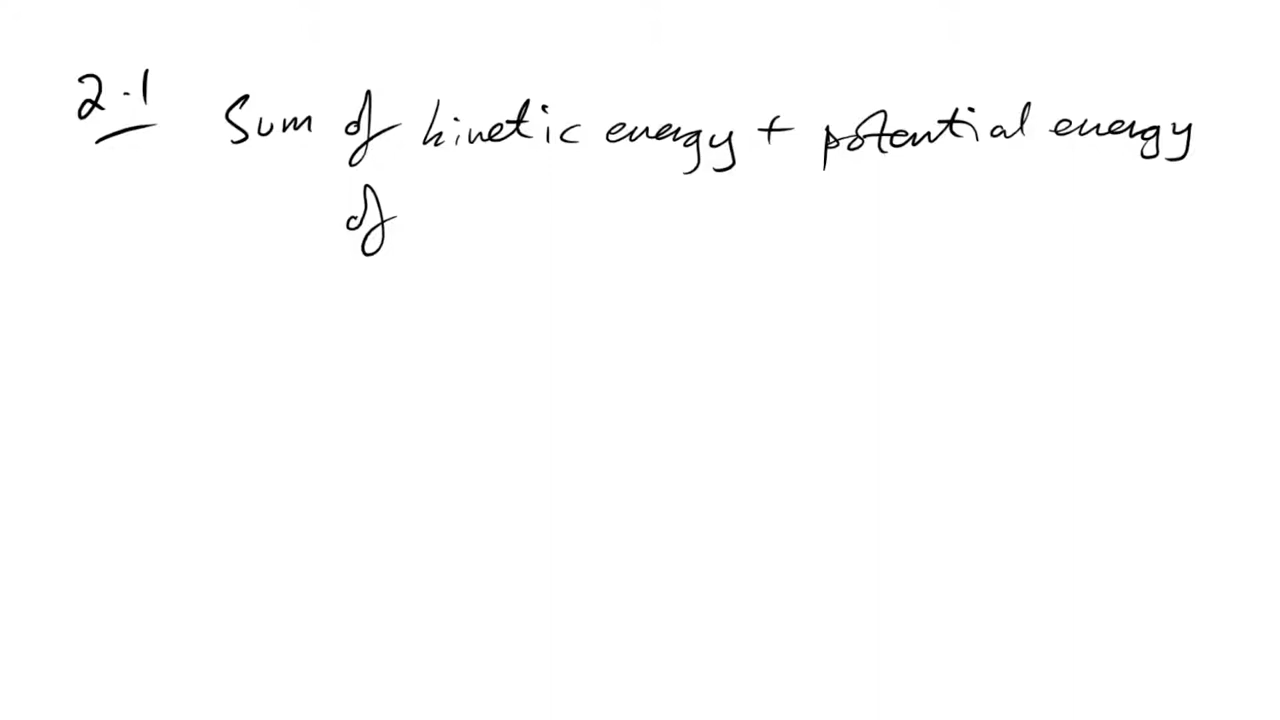 2.1 Sum of kinetic energy + potential energy
of